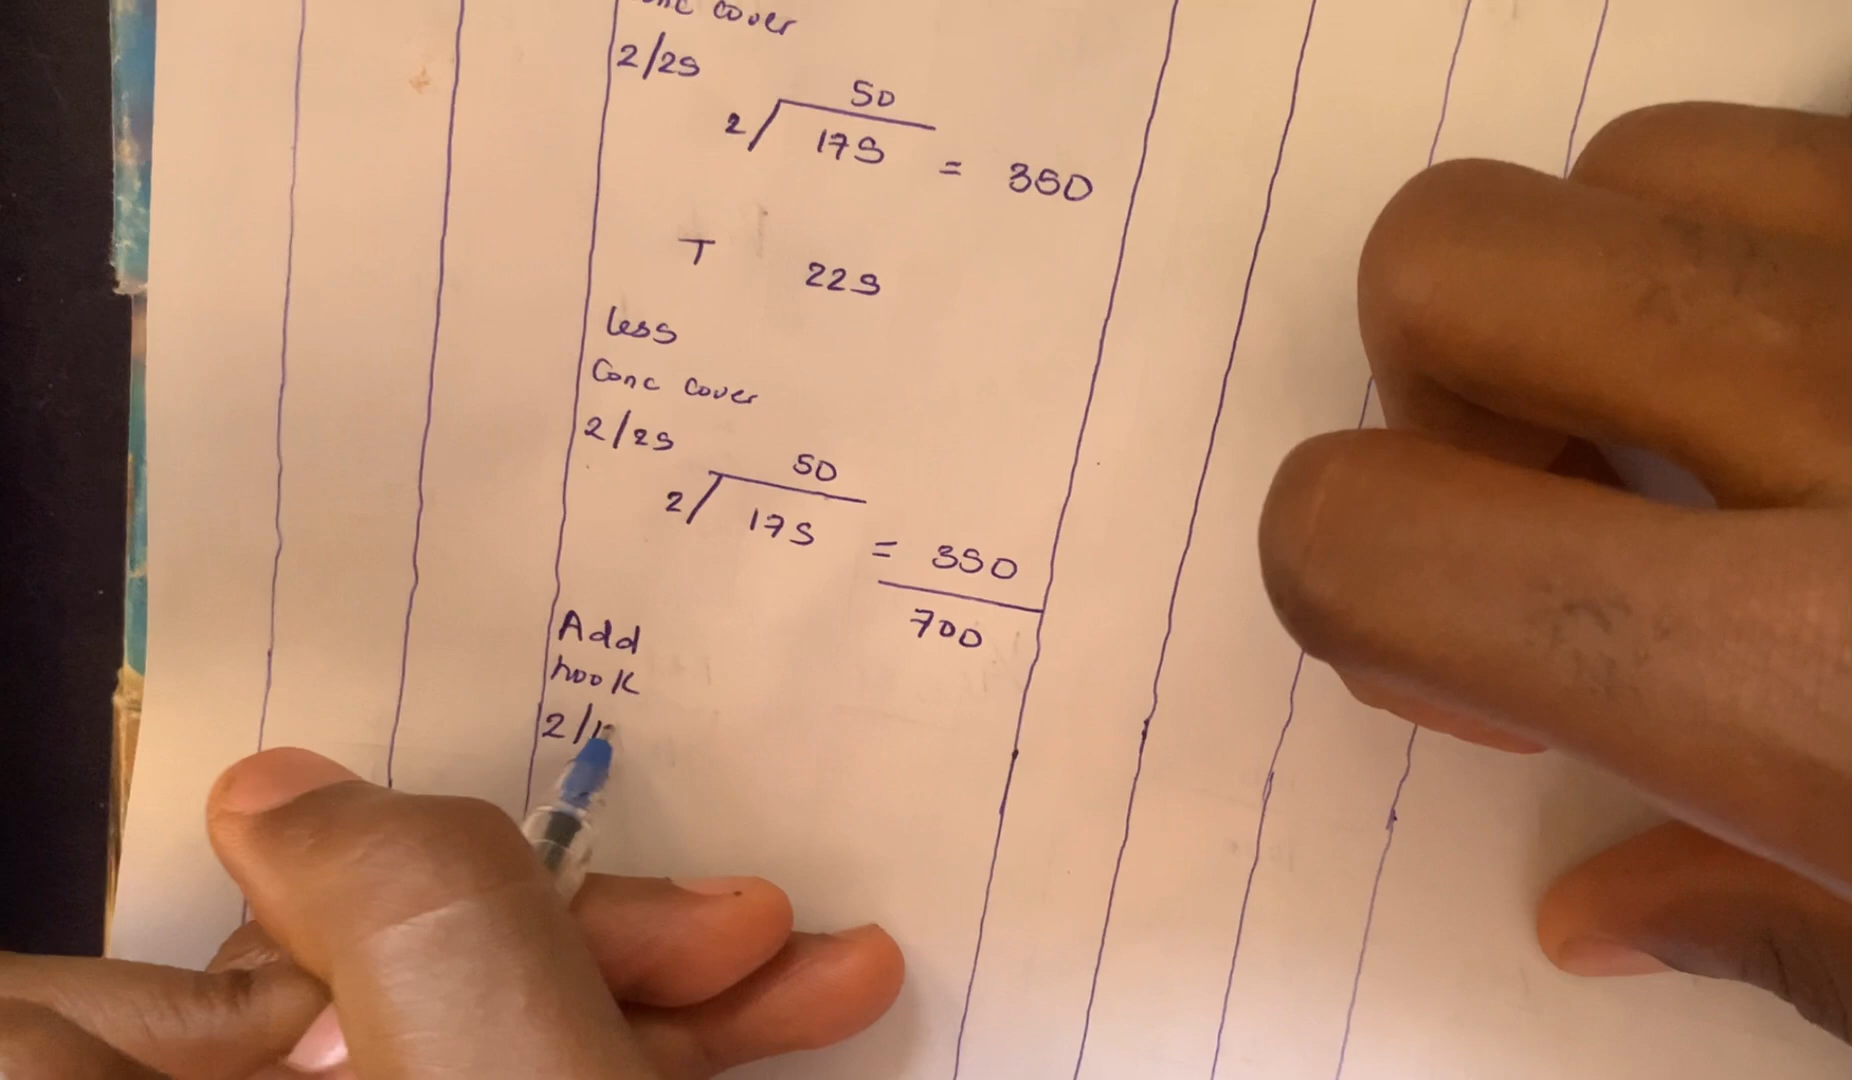 cover
2/25
50
2/ 175 = 350
T 225
less
Conc cover
2/25
50
2/ 175 = 350
700
Add
hook
2/1